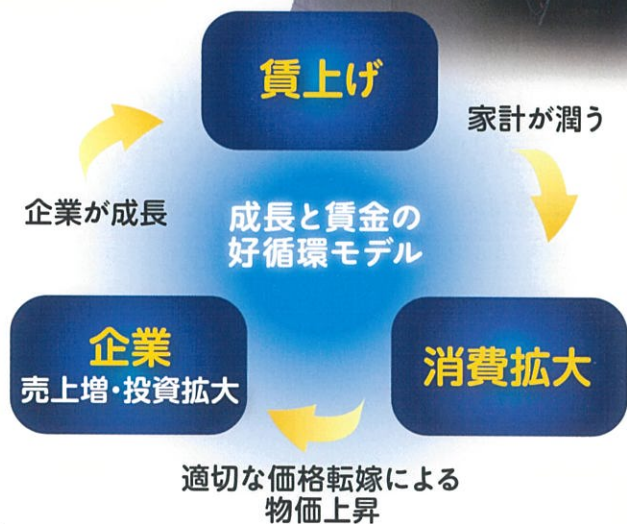 賃上げ
家計が潤う
企業が成長
成長と賃金の
好循環モデル
企業
売上増・投資拡大
消費拡大
適切な価格転嫁による
物価上昇